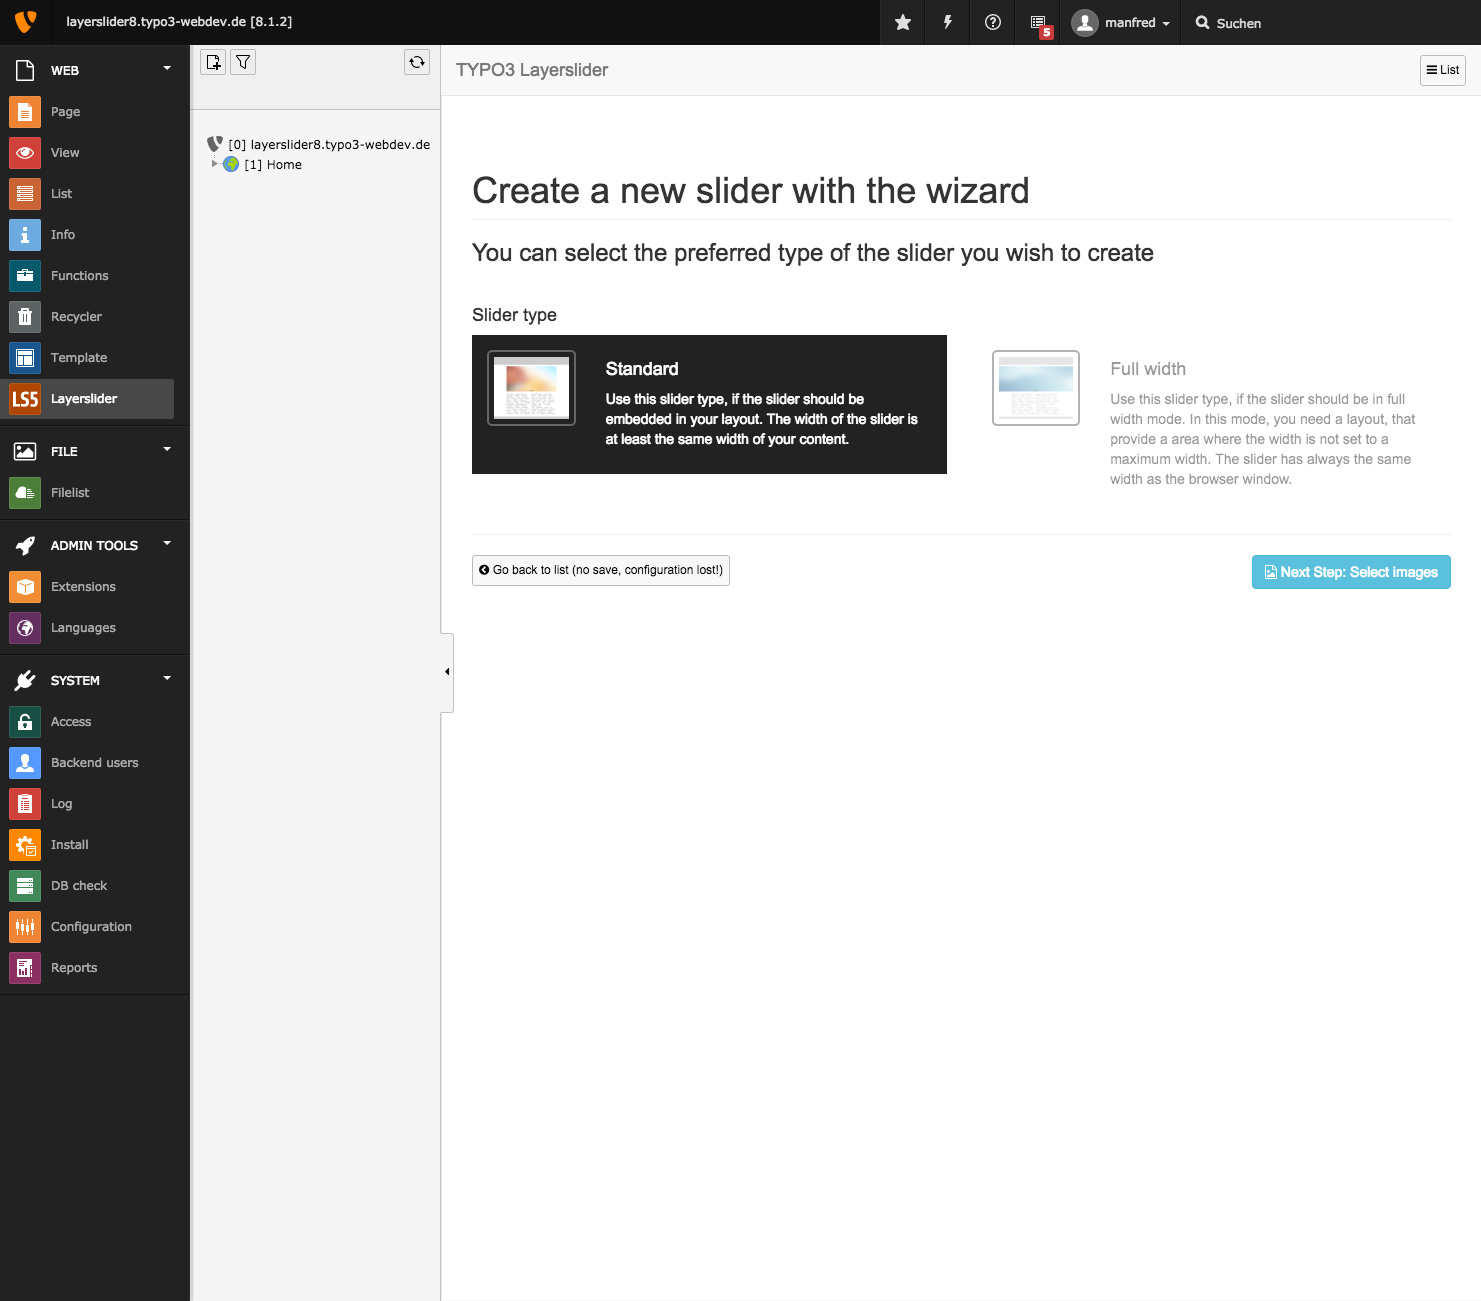 layerslider8.typo3-webdev.de [8.1.2]
5
manfred
Suchen
WEB
Page
View
List
Info
Functions
Recycler
Template
LS5 Layerslider
FILE
Filelist
ADMIN TOOLS
Extensions
Languages
SYSTEM
Access
Backend users
Log
Install
DB check
Configuration
Reports
[0] layerslider8.typo3-webdev.de
[1] Home
TYPO3 Layerslider
List
Create a new slider with the wizard
You can select the preferred type of the slider you wish to create
Slider type
Standard
Use this slider type, if the slider should be
embedded in your layout. The width of the slider is
at least the same width of your content.
Full width
Use this slider type, if the slider should be in full
width mode. In this mode, you need a layout, that
provide a area where the width is not set to a
maximum width. The slider has always the same
width as the browser window.
Go back to list (no save, configuration lost!)
Next Step: Select images